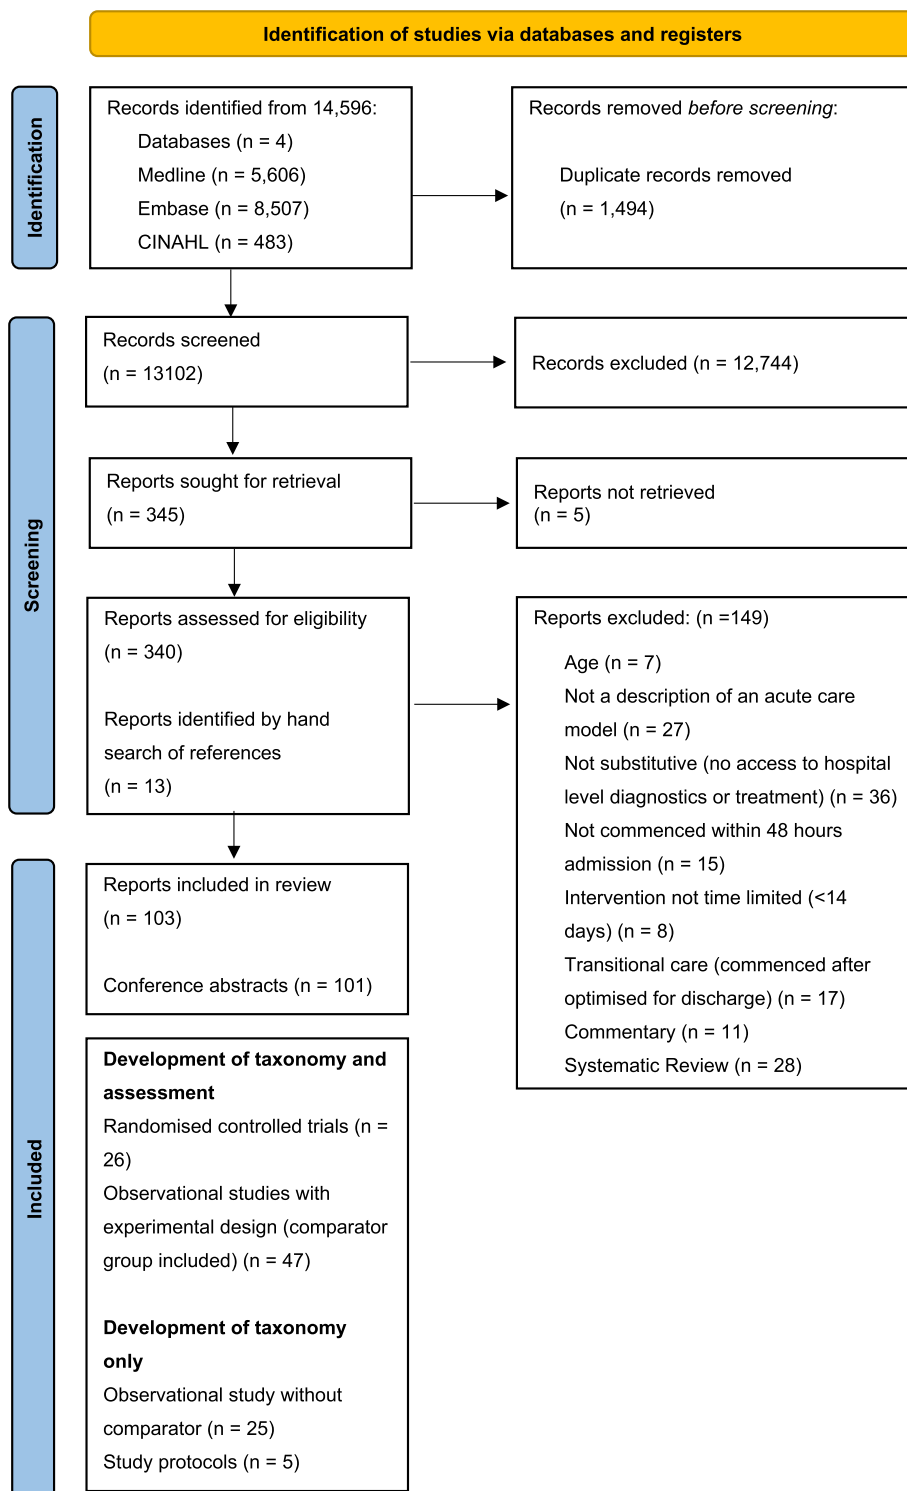 Identification of studies via databases and registers
Identification
Records identified from 14,596:
Databases (n = 4)
Medline (n = 5,606)
Embase (n = 8,507)
CINAHL (n = 483)
Records removed before screening:
Duplicate records removed
(n = 1,494)
Screening
Records screened
(n = 13102)
Records excluded (n = 12,744)
Reports sought for retrieval
(n = 345)
Reports not retrieved
(n = 5)
Reports assessed for eligibility
(n = 340)
Reports identified by hand
search of references
(n = 13)
Reports excluded: (n =149)
Age (n = 7)
Not a description of an acute care
model (n = 27)
Not substitutive (no access to hospital
level diagnostics or treatment) (n = 36)
Not commenced within 48 hours
admission (n = 15)
Intervention not time limited (<14
days) (n = 8)
Transitional care (commenced after
optimised for discharge) (n = 17)
Commentary (n = 11)
Systematic Review (n = 28)
Included
Reports included in review
(n = 103)
Conference abstracts (n = 101)
Development of taxonomy and
assessment
Randomised controlled trials (n =
26)
Observational studies with
experimental design (comparator
group included) (n = 47)
Development of taxonomy
only
Observational study without
comparator (n = 25)
Study protocols (n = 5)